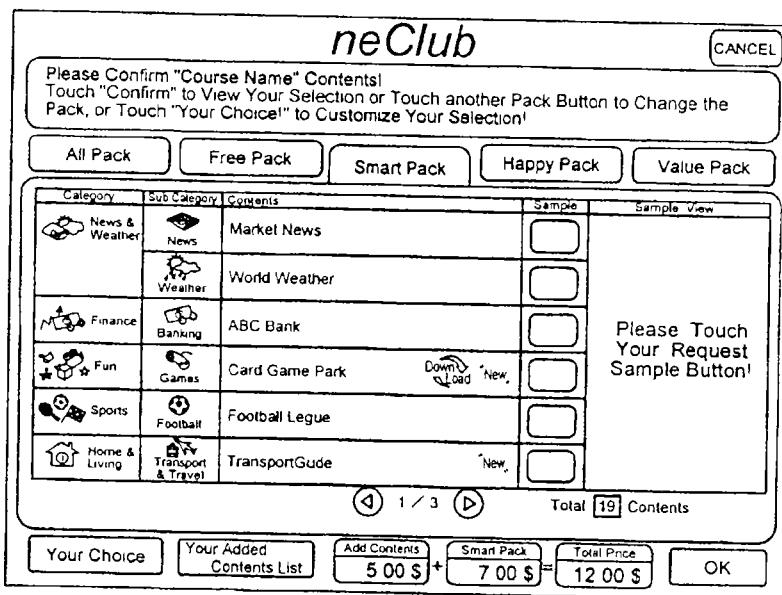 neClub
CANCEL
Please Confirm "Course Name" Contents!
Touch "Confirm" to View Your Selection or Touch another Pack Button to Change the
Pack, or Touch "Your Choice!" to Customize Your Selection!
All Pack
Free Pack
Smart Pack
Happy Pack
Value Pack
Category
Sub Category
Contents
Sample
Sample View
News &
Weather
News
Market News
Weather
World Weather
Finance
Banking
ABC Bank
Fun
Games
Card Game Park
Down
Load
New
Sports
Football
Football Legue
Home &
Living
Transport
& Travel
TransportGude
New
Please Touch
Your Request
Sample Button!
1 / 3
Total 19 Contents
Your Choice
Your Added
Contents List
Add Contents
5 00 $
+
Smart Pack
7 00 $
=
Total Price
12 00 $
OK